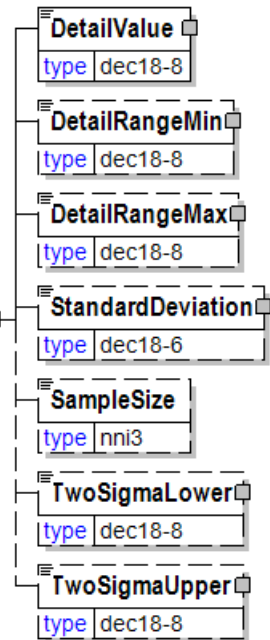 DetailValue
type dec18-8
DetailRangeMin
type dec18-8
DetailRangeMax
type dec18-8
StandardDeviation
type dec18-6
SampleSize
type nni3
TwoSigmaLower
type dec18-8
TwoSigmaUpper
type dec18-8